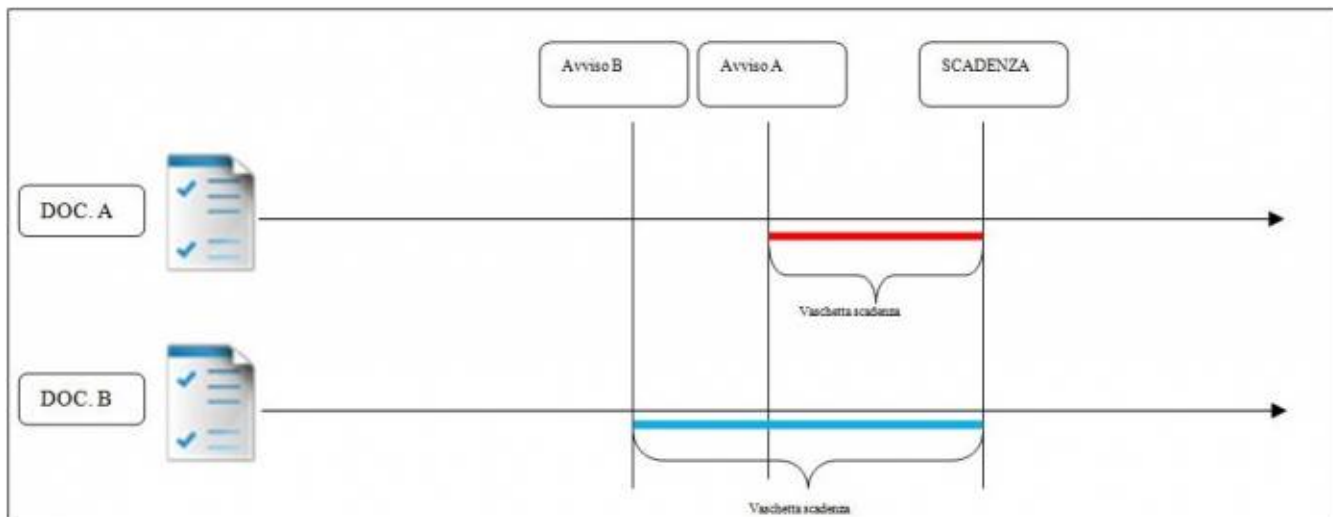 Avviso B
Avviso A
SCADENZA
DOC. A
Vaschetta scadenza
DOC. B
Vaschetta scadenza